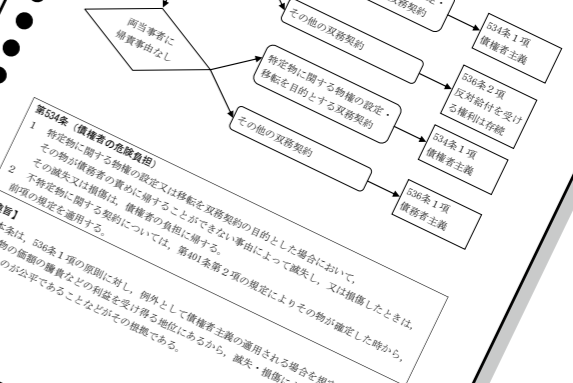 契約
534条1項
債権者主義
その他の双務契約
両当事者に
帰責事由なし
536条2項
反対給付を受け
る権利は存続
特定物に関する物権の設定・
移転を目的とする双務契約
534条1項
債権者主義
その他の双務契約
536条1項
債務者主義
第534条(債権者の危険負担)
1 特定物に関する物権の設定又は移転を双務契約の目的とした場合において、
その物が債務者の責めに帰することができない事由によって滅失し、又は損傷したときは、
その滅失又は損傷は、債権者の負担に帰する。
2 不特定物に関する契約については、第401条第2項の規定によりその物が確定した時から、
前項の規定を適用する。
旨】
本条は、536条1項の原則に対し、例外として債権者主義の適用される場合を規定
物の価額の騰貴などの利益を受け得る地位にあるから、滅失・損傷に
のが公平であることなどがその根拠である。